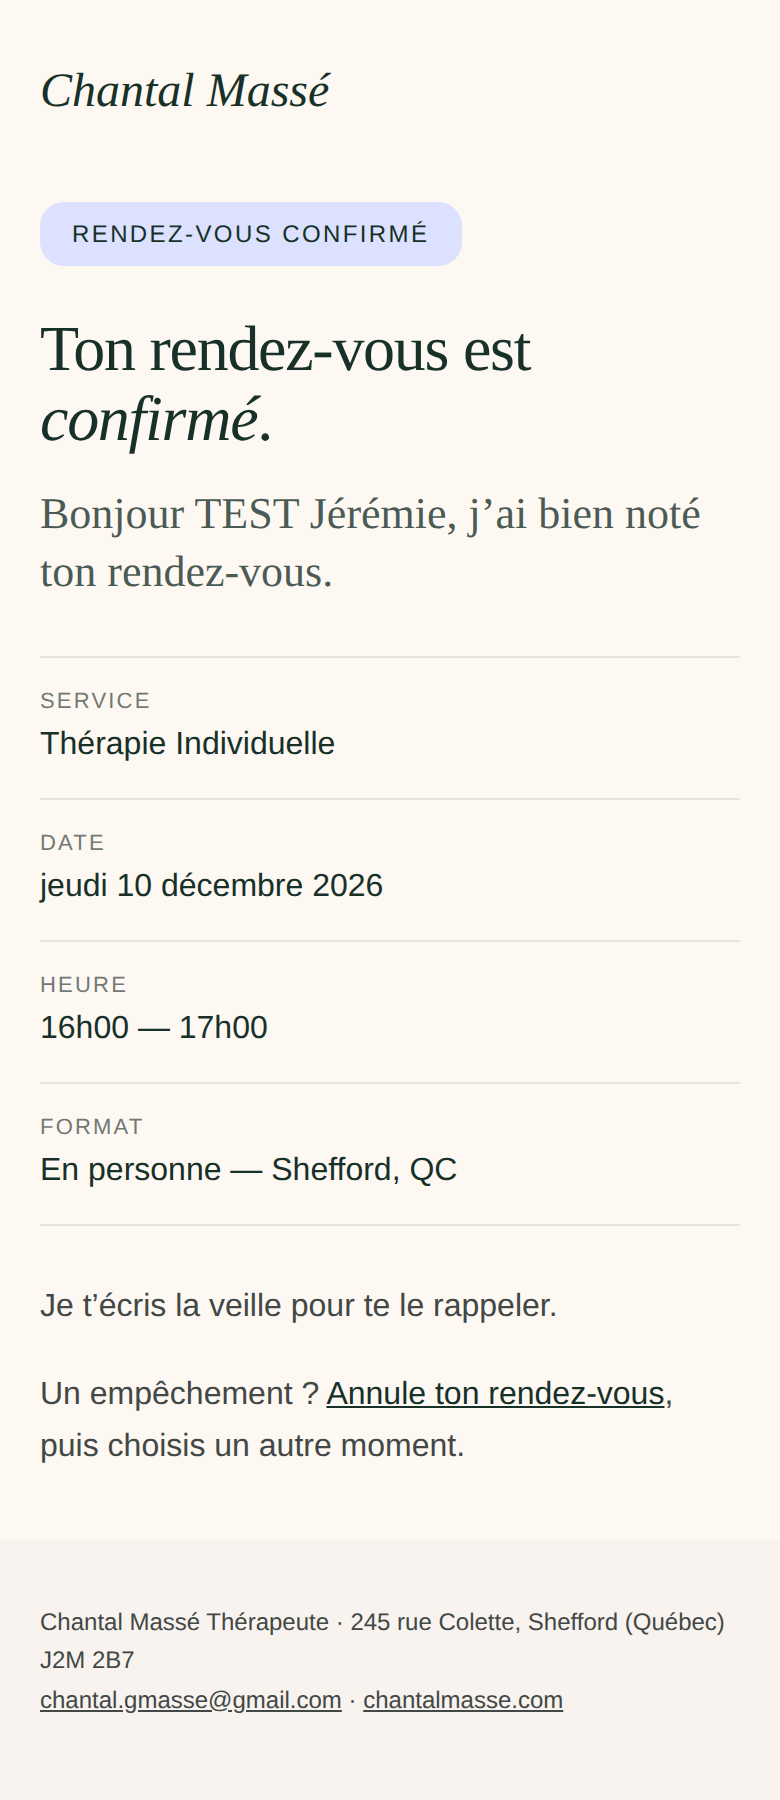 Chantal Massé
RENDEZ-VOUS CONFIRMÉ
Ton rendez-vous est
confirmé.
Bonjour TEST Jérémie, j’ai bien noté
ton rendez-vous.
SERVICE
Thérapie Individuelle
DATE
jeudi 10 décembre 2026
HEURE
16h00 — 17h00
FORMAT
En personne — Shefford, QC
Je t’écris la veille pour te le rappeler.
Un empêchement ? Annule ton rendez-vous,
puis choisis un autre moment.
Chantal Massé Thérapeute · 245 rue Colette, Shefford (Québec)
J2M 2B7
chantal.gmasse@gmail.com · chantalmasse.com